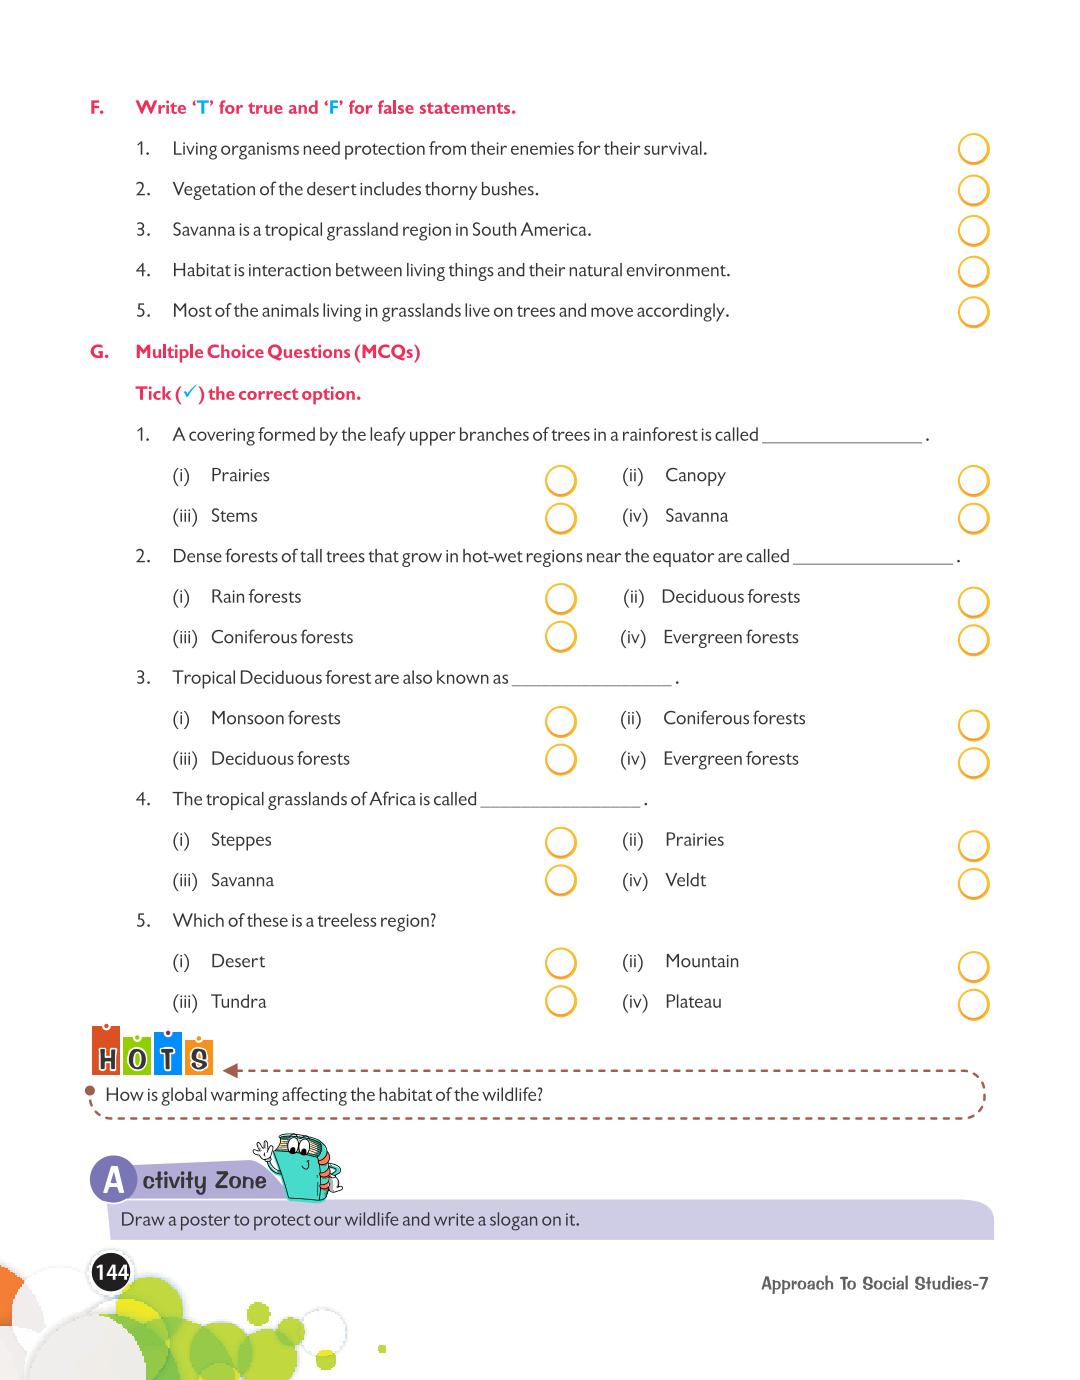 F. Write ‘T’ for true and ‘F’ for false statements.
1. Living organisms need protection from their enemies for their survival.
2. Vegetation of the desert includes thorny bushes.
3. Savanna is a tropical grassland region in South America.
4. Habitat is interaction between living things and their natural environment.
5. Most of the animals living in grasslands live on trees and move accordingly.
G. Multiple Choice Questions (MCQs)
Tick (✓) the correct option.
1. A covering formed by the leafy upper branches of trees in a rainforest is called ________________ .
(i) Prairies (ii) Canopy
(iii) Stems (iv) Savanna
2. Dense forests of tall trees that grow in hot-wet regions near the equator are called ________________ .
(i) Rain forests (ii) Deciduous forests
(iii) Coniferous forests (iv) Evergreen forests
3. Tropical Deciduous forest are also known as ________________ .
(i) Monsoon forests (ii) Coniferous forests
(iii) Deciduous forests (iv) Evergreen forests
4. The tropical grasslands of Africa is called ________________ .
(i) Steppes (ii) Prairies
(iii) Savanna (iv) Veldt
5. Which of these is a treeless region?
(i) Desert (ii) Mountain
(iii) Tundra (iv) Plateau
HOTS
How is global warming affecting the habitat of the wildlife?
Activity Zone
Draw a poster to protect our wildlife and write a slogan on it.
144
Approach To Social Studies-7